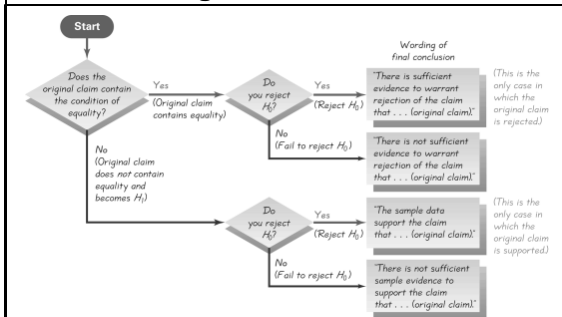 Start
Wording of
final conclusion
Does the
original claim contain
the condition of
equality?
Yes
(Original claim
contains equality)
Do
you reject
H₀?
Yes
(Reject H₀)
"There is sufficient
evidence to warrant
rejection of the claim
that . . . (original claim)."
(This is the
only case in
which the
original claim
is rejected.)
No
(Fail to reject H₀)
"There is not sufficient
evidence to warrant
rejection of the claim
that . . . (original claim)."
No
(Original claim
does not contain
equality and
becomes H₁)
Do
you reject
H₀?
Yes
(Reject H₀)
"The sample data
support the claim
that . . . (original claim)."
(This is the
only case in
which the
original claim
is supported.)
No
(Fail to reject H₀)
"There is not sufficient
sample evidence to
support the claim
that . . . (original claim)."